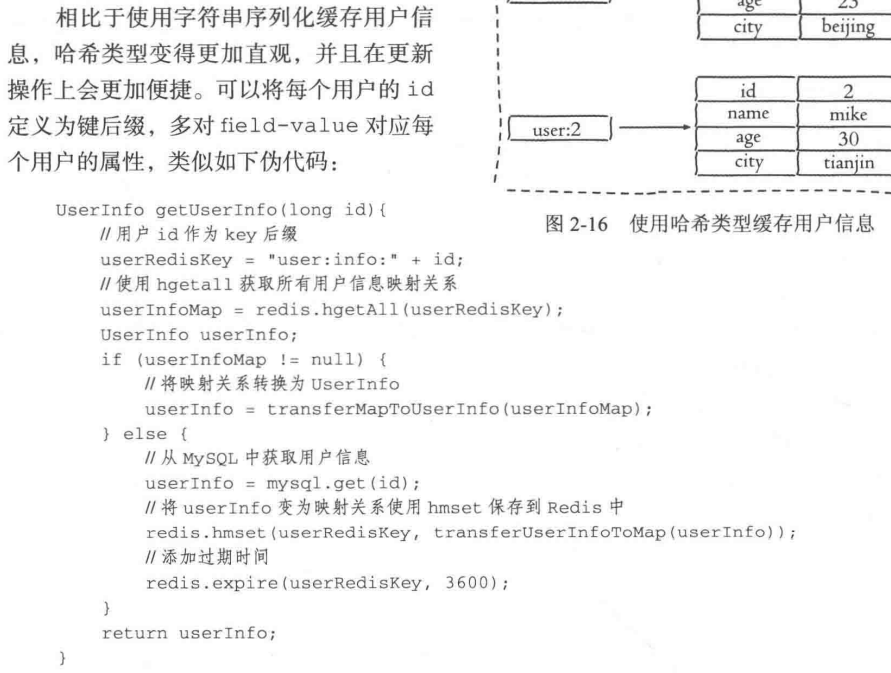 相比于使用字符串序列化缓存用户信
息，哈希类型变得更加直观，并且在更新
操作上会更加便捷。可以将每个用户的 id
定义为键后缀，多对 field-value 对应每
个用户的属性，类似如下伪代码：
age 23
city beijing
user:2
id 2
name mike
age 30
city tianjin
图 2-16 使用哈希类型缓存用户信息
UserInfo getUserInfo(long id){
// 用户 id 作为 key 后缀
userRedisKey = "user:info:" + id;
// 使用 hgetall 获取所有用户信息映射关系
userInfoMap = redis.hgetAll(userRedisKey);
UserInfo userInfo;
if (userInfoMap != null) {
// 将映射关系转换为 UserInfo
userInfo = transferMapToUserInfo(userInfoMap);
} else {
// 从 MySQL 中获取用户信息
userInfo = mysql.get(id);
// 将 userInfo 变为映射关系使用 hmset 保存到 Redis 中
redis.hmset(userRedisKey, transferUserInfoToMap(userInfo));
// 添加过期时间
redis.expire(userRedisKey, 3600);
}
return userInfo;
}